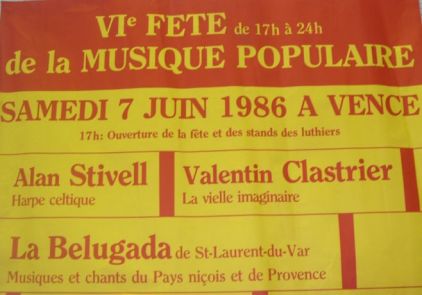 VIe FETE de 17h à 24h
de la MUSIQUE POPULAIRE
SAMEDI 7 JUIN 1986 A VENCE
17h: Ouverture de la fête et des stands des luthiers
Alan Stivell
Harpe celtique
Valentin Clastrier
La vielle imaginaire
La Belugada de St-Laurent-du-Var
Musiques et chants du Pays niçois et de Provence